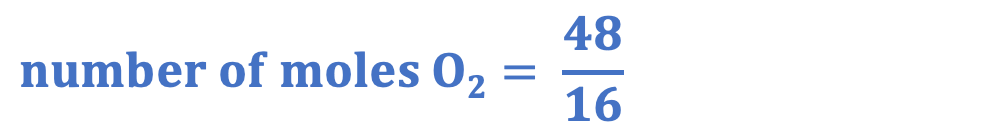 number of moles O₂ = 48/16